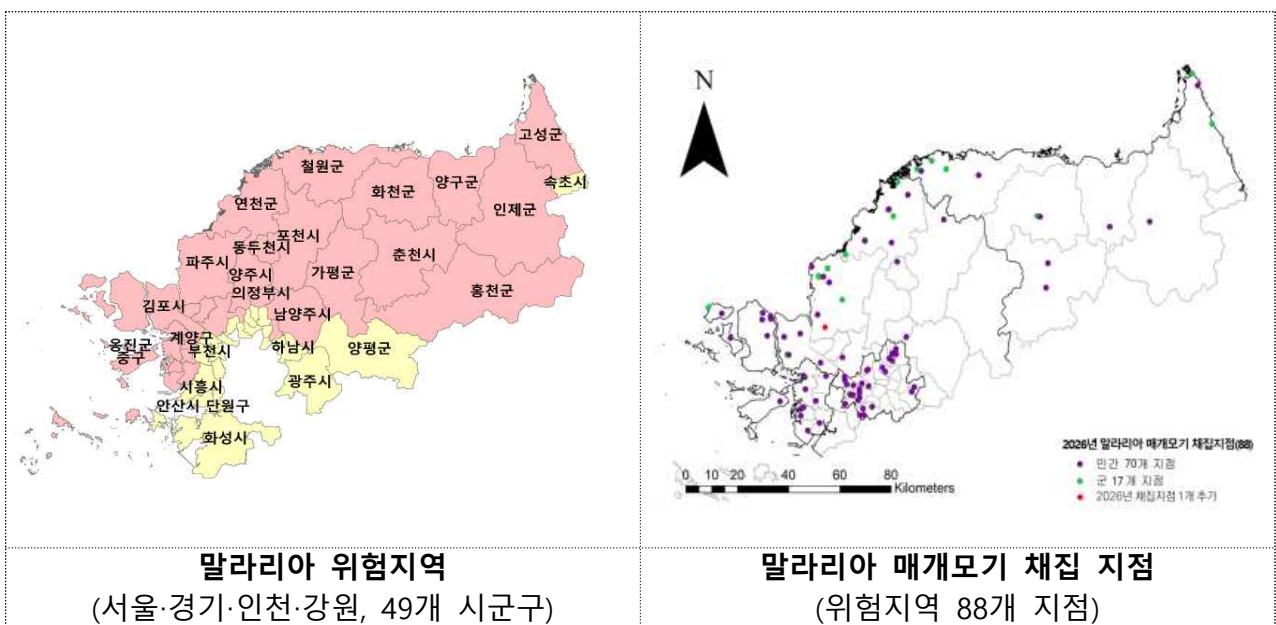 고성군
철원군
화천군
양구군
속초시
인제군
연천군
포천시
동두천시
춘천시
파주시
양주시
가평군
의정부시
홍천군
김포시
남양주시
계양구
옹진군
중구
부천시
하남시
양평군
시흥시
광주시
안산시 단원구
화성시
N
2026년 말라리아 매개모기 채집지점(88)
민간 70개 지점
군 17개 지점
2026년 채집지점 1개 추가
0 10 20 40 60 80
Kilometers
말라리아 위험지역
(서울·경기·인천·강원, 49개 시군구)
말라리아 매개모기 채집 지점
(위험지역 88개 지점)